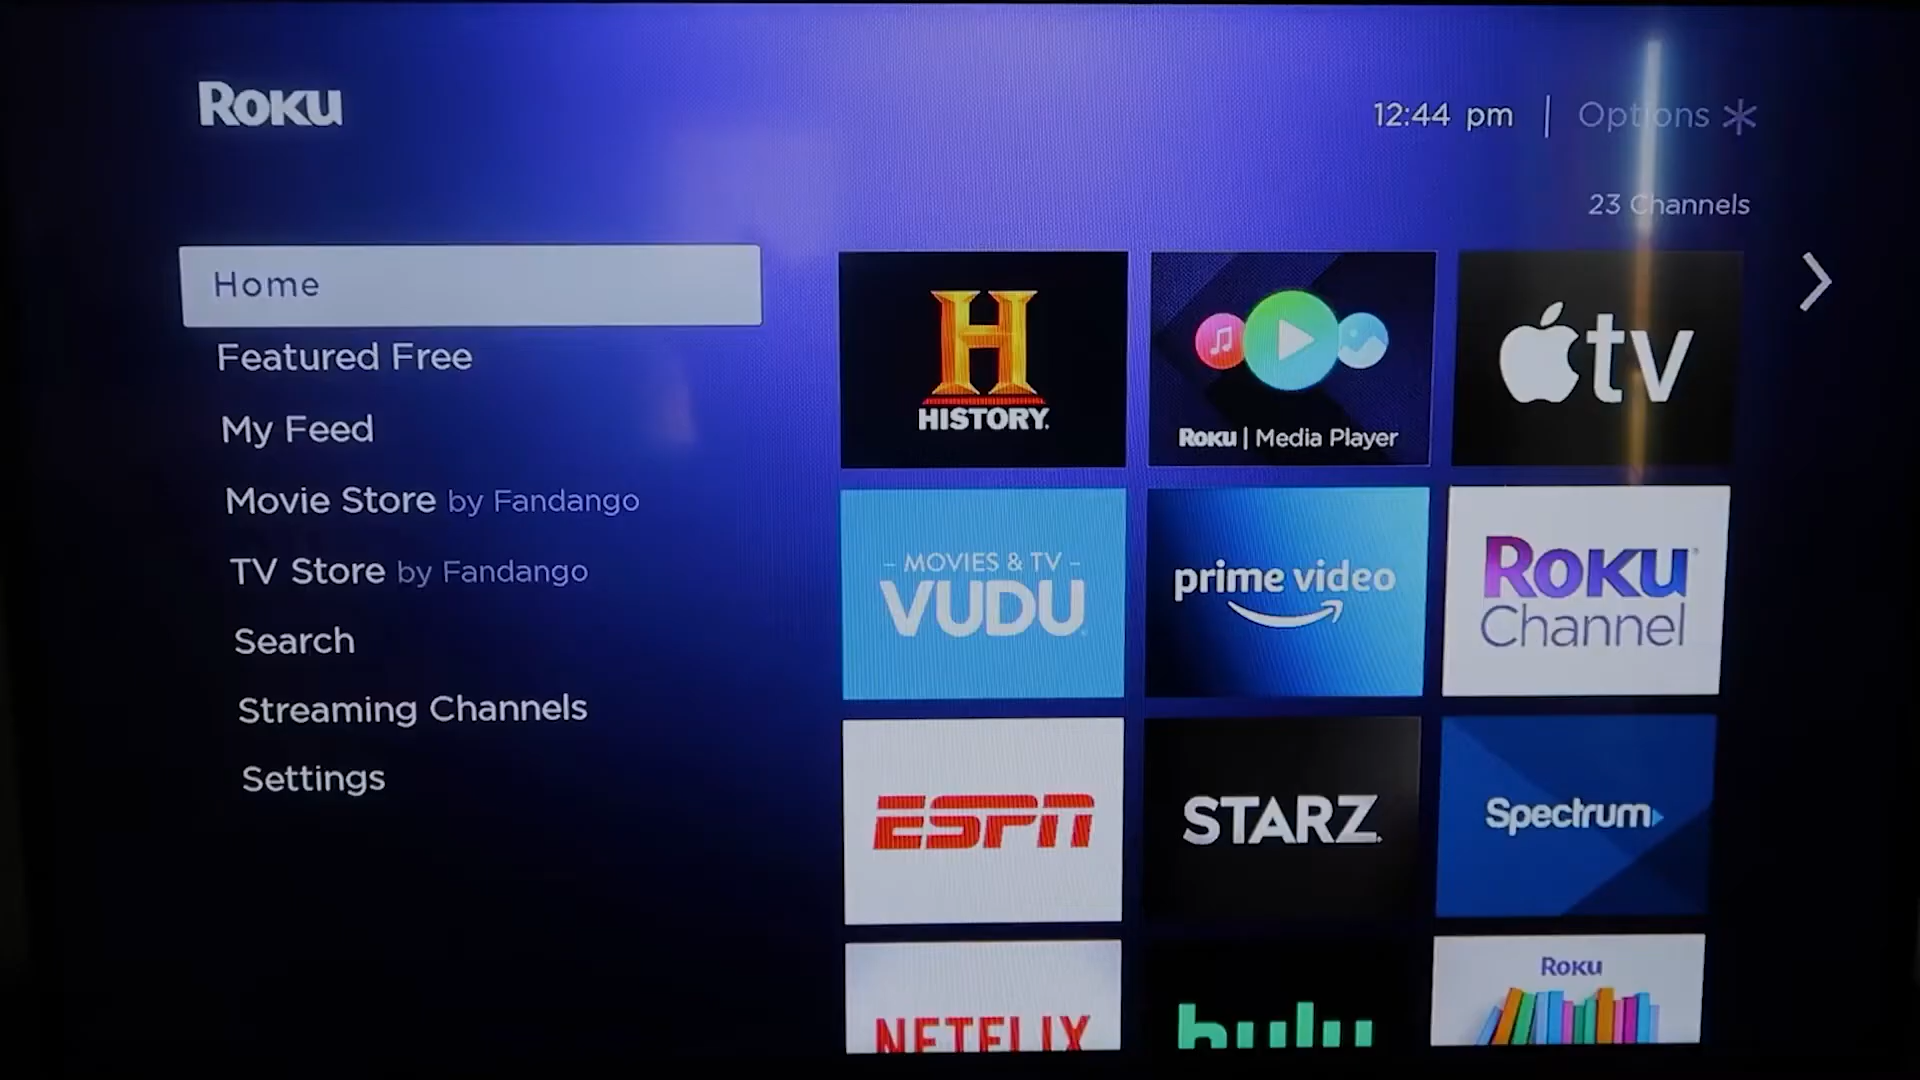 Roku
12:44 pm | Options
23 Channels
Home
Featured Free
My Feed
Movie Store by Fandango
TV Store by Fandango
Search
Streaming Channels
Settings
H
HISTORY.
Roku | Media Player
tv
- MOVIES & TV -
VUDU
prime video
Roku
Channel
ESPN
STARZ
Spectrum
NETFLIX
hulu
Roku